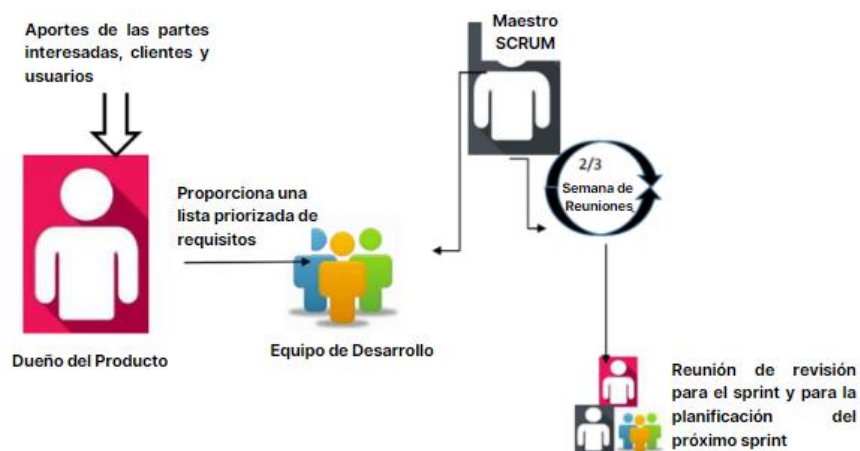 Aportes de las partes
interesadas, clientes y
usuarios
Maestro
SCRUM
2/3
Semana de
Reuniones
Proporciona una
lista priorizada de
requisitos
Dueño del Producto
Equipo de Desarrollo
Reunión de revisión
para el sprint y para la
planificación del
próximo sprint